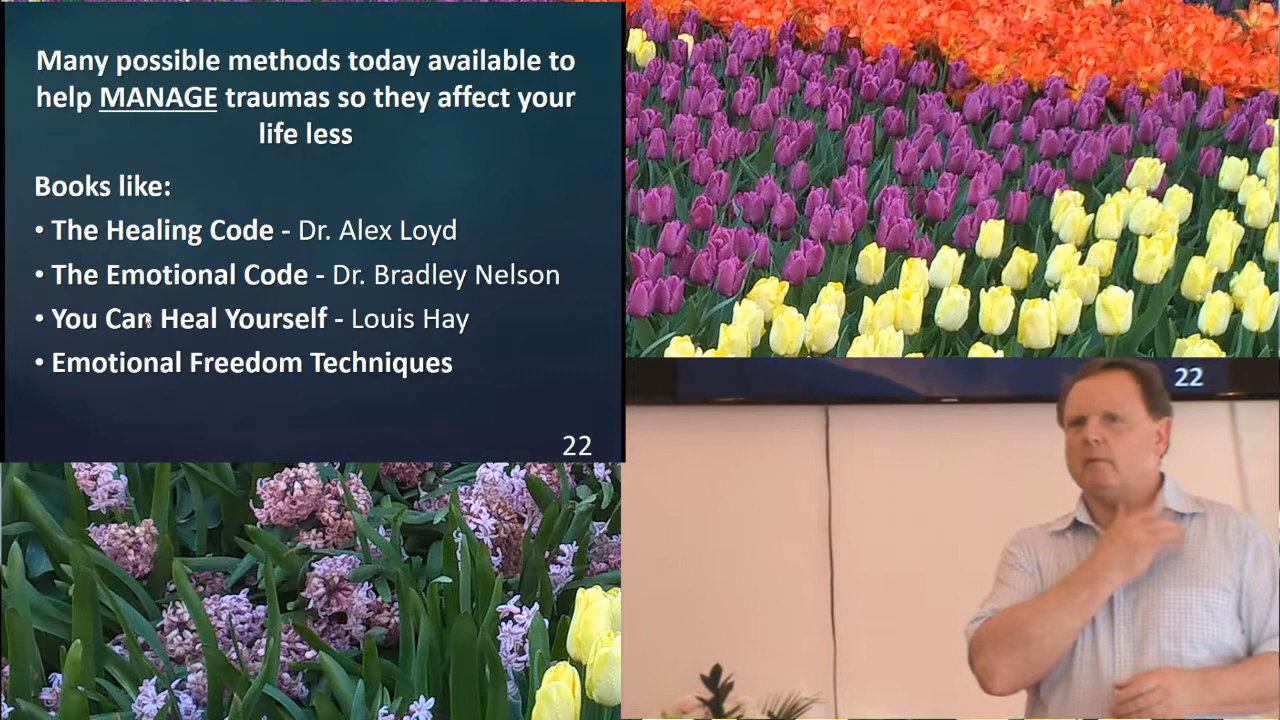 Many possible methods today available to
help MANAGE traumas so they affect your
life less
Books like:
• The Healing Code - Dr. Alex Loyd
• The Emotional Code - Dr. Bradley Nelson
• You Can Heal Yourself - Louis Hay
• Emotional Freedom Techniques
22
22